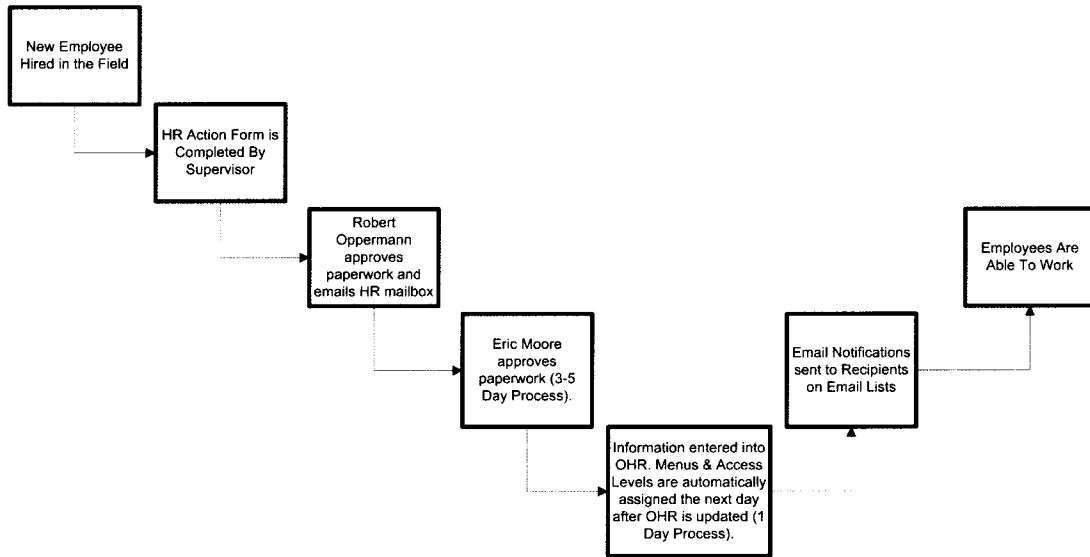 New Employee
Hired in the Field
HR Action Form is
Completed By
Supervisor
Robert
Oppermann
approves
paperwork and
emails HR mailbox
Eric Moore
approves
paperwork (3-5
Day Process).
Information entered into
OHR. Menus & Access
Levels are automatically
assigned the next day
after OHR is updated (1
Day Process).
Email Notifications
sent to Recipients
on Email Lists
Employees Are
Able To Work